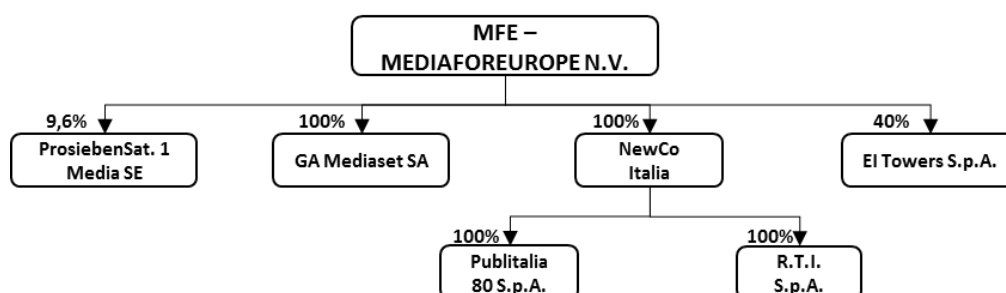 MFE –
MEDIAFOREUROPE N.V.
9,6%
100%
100%
40%
ProsiebenSat. 1
Media SE
GA Mediaset SA
NewCo
Italia
EI Towers S.p.A.
100%
100%
Publitalia
80 S.p.A.
R.T.I.
S.p.A.